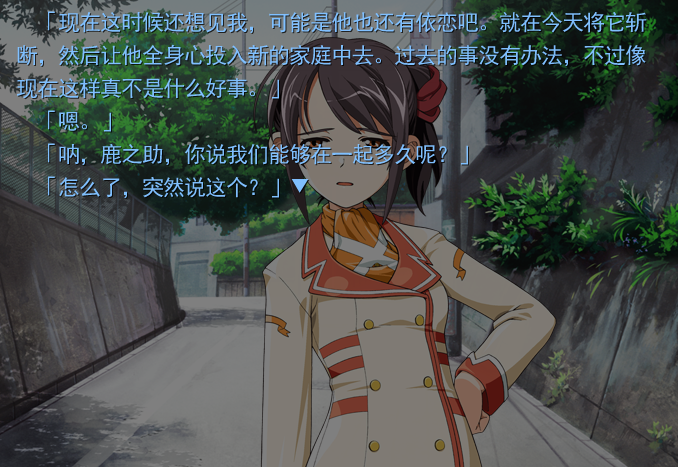 「现在这时候还想见我，可能是他也还有依恋吧。就在今天将它斩
断，然后让他全身心投入新的家庭中去。过去的事没有办法，不过像
现在这样真不是什么好事。」
「嗯。」
「呐，鹿之助，你说我们能够在一起多久呢？」
「怎么了，突然说这个？」▼